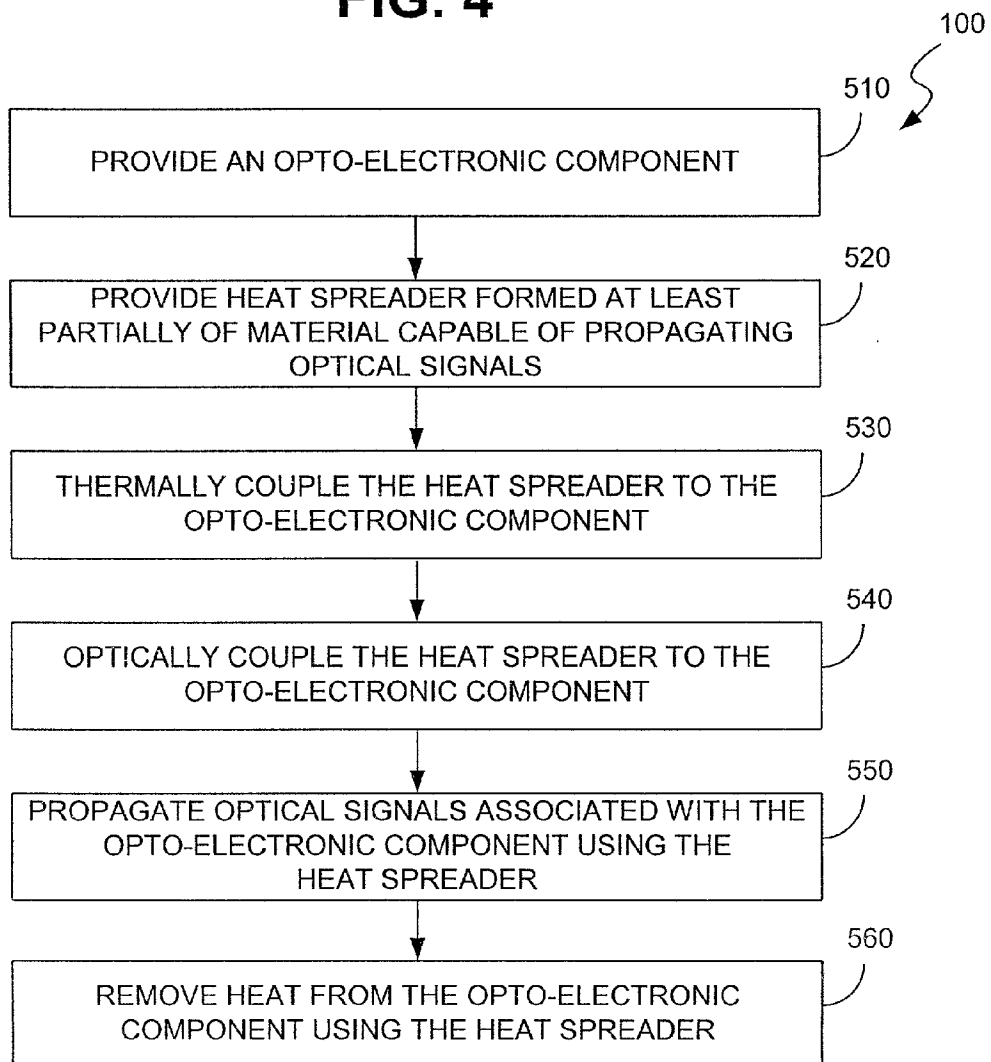 FIG. 4
100
510
PROVIDE AN OPTO-ELECTRONIC COMPONENT
520
PROVIDE HEAT SPREADER FORMED AT LEAST
PARTIALLY OF MATERIAL CAPABLE OF PROPAGATING
OPTICAL SIGNALS
530
THERMALLY COUPLE THE HEAT SPREADER TO THE
OPTO-ELECTRONIC COMPONENT
540
OPTICALLY COUPLE THE HEAT SPREADER TO THE
OPTO-ELECTRONIC COMPONENT
550
PROPAGATE OPTICAL SIGNALS ASSOCIATED WITH THE
OPTO-ELECTRONIC COMPONENT USING THE
HEAT SPREADER
560
REMOVE HEAT FROM THE OPTO-ELECTRONIC
COMPONENT USING THE HEAT SPREADER